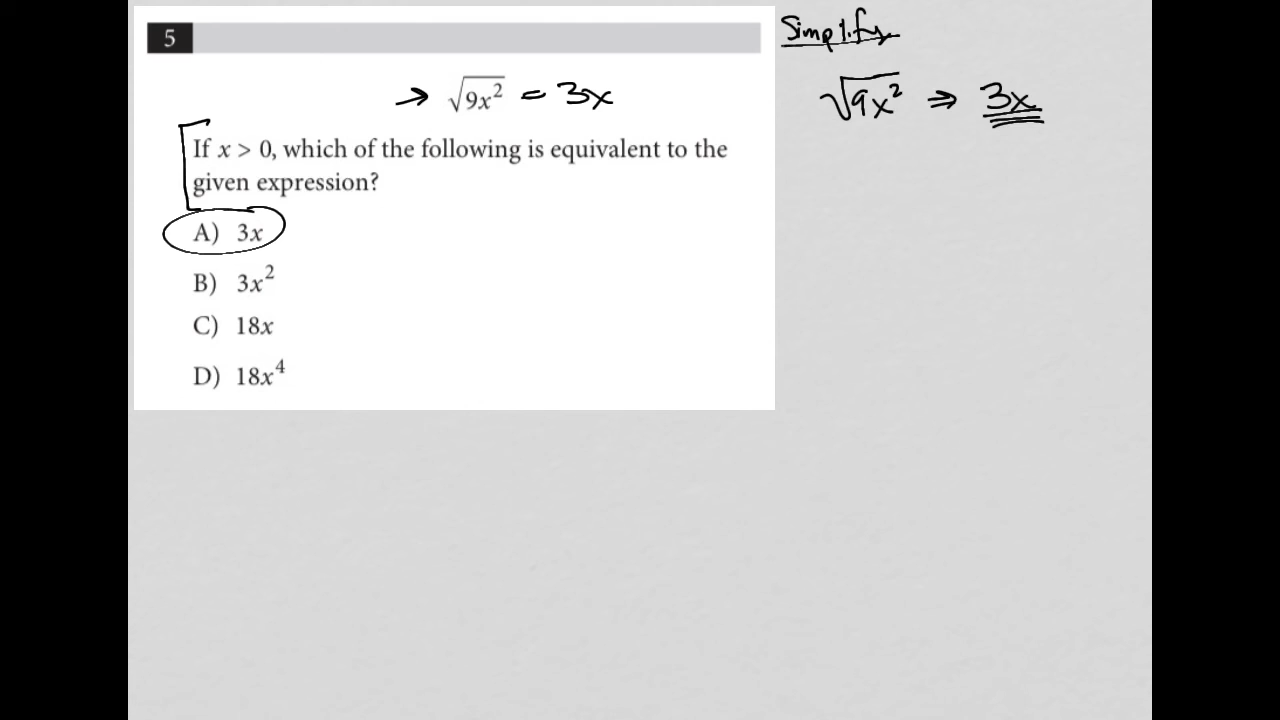 5
Simplify
→ √9x² = 3x
√9x² ⇒ 3x
If x > 0, which of the following is equivalent to the
given expression?
A) 3x
B) 3x²
C) 18x
D) 18x⁴